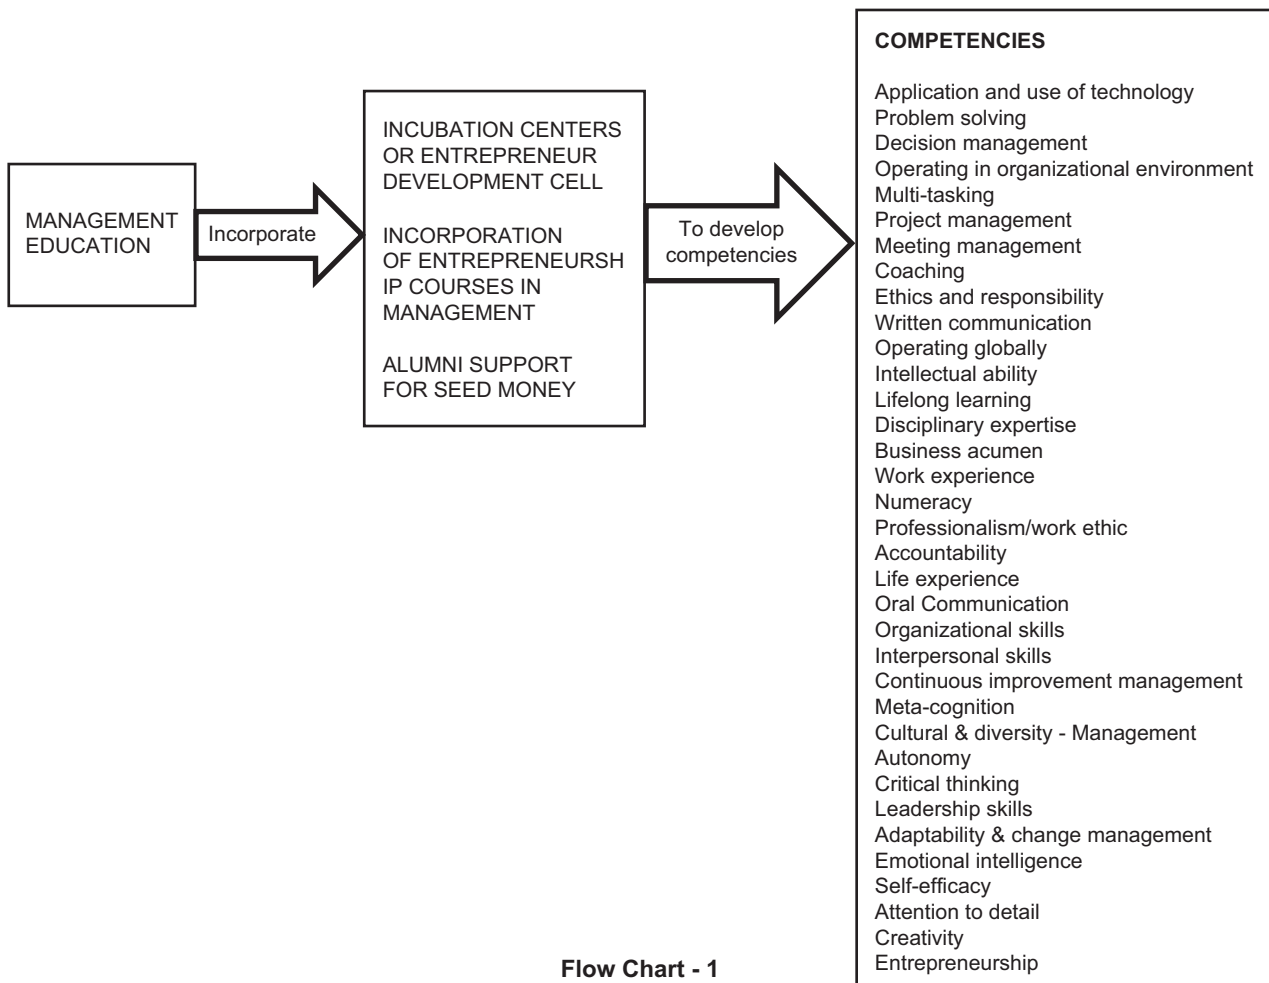 MANAGEMENT
EDUCATION
Incorporate
INCUBATION CENTERS
OR ENTREPRENEUR
DEVELOPMENT CELL
INCORPORATION
OF ENTREPRENEURSH
IP COURSES IN
MANAGEMENT
ALUMNI SUPPORT
FOR SEED MONEY
To develop
competencies
COMPETENCIES
Application and use of technology
Problem solving
Decision management
Operating in organizational environment
Multi-tasking
Project management
Meeting management
Coaching
Ethics and responsibility
Written communication
Operating globally
Intellectual ability
Lifelong learning
Disciplinary expertise
Business acumen
Work experience
Numeracy
Professionalism/work ethic
Accountability
Life experience
Oral Communication
Organizational skills
Interpersonal skills
Continuous improvement management
Meta-cognition
Cultural & diversity - Management
Autonomy
Critical thinking
Leadership skills
Adaptability & change management
Emotional intelligence
Self-efficacy
Attention to detail
Creativity
Entrepreneurship
Flow Chart - 1